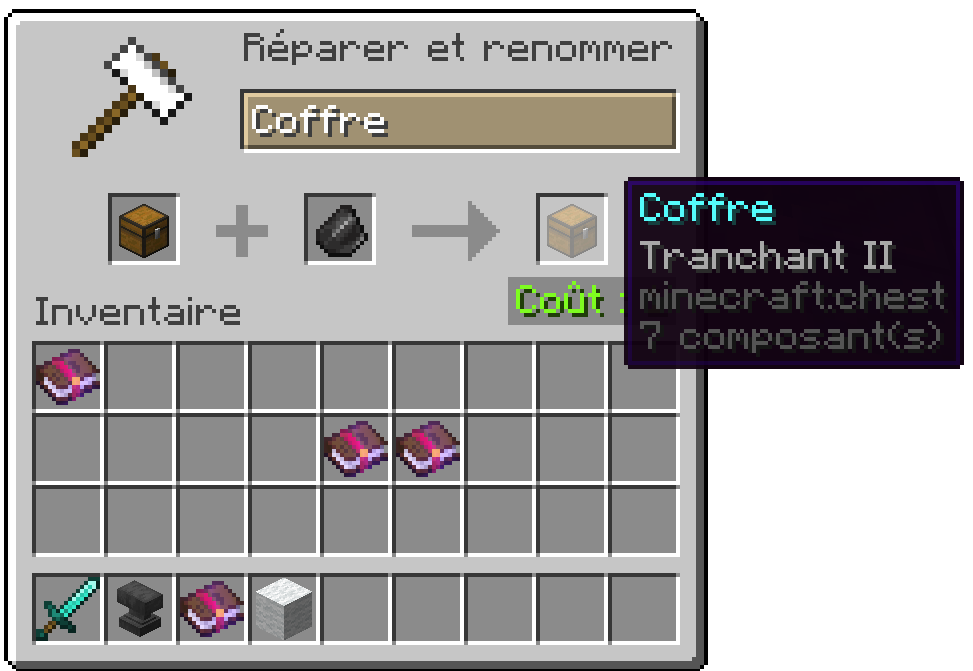 Réparer et renommer
Coffre
Coffre
Tranchant II
minecraft:chest
7 composant(s)
Coût :
Inventaire